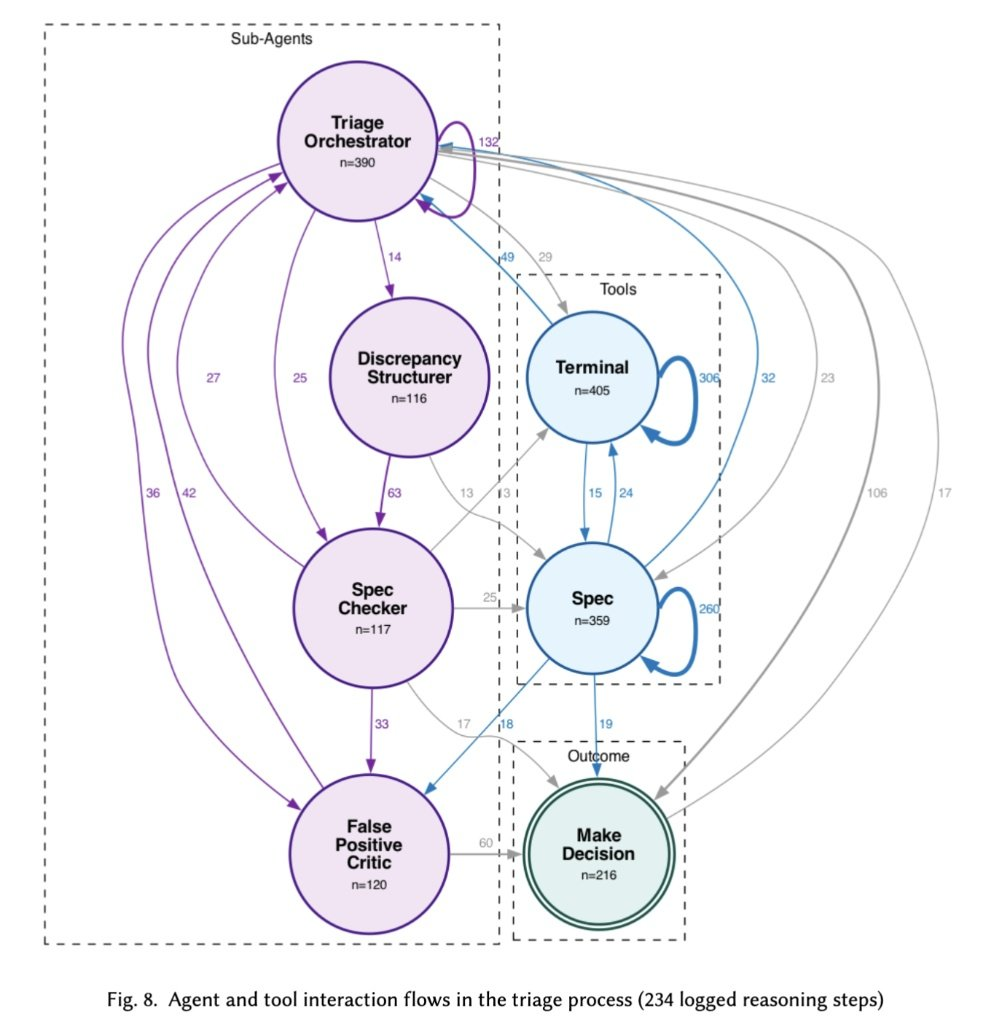 Sub-Agents
Triage
Orchestrator
n=390
132
14
49
29
Tools
Discrepancy
Structurer
n=116
Terminal
n=405
306
27
25
32
23
36
42
63
13
15
24
106
17
Spec
Checker
n=117
25
Spec
n=359
260
33
17
18
19
Outcome
False
Positive
Critic
n=120
60
Make
Decision
n=216
Fig. 8. Agent and tool interaction flows in the triage process (234 logged reasoning steps)